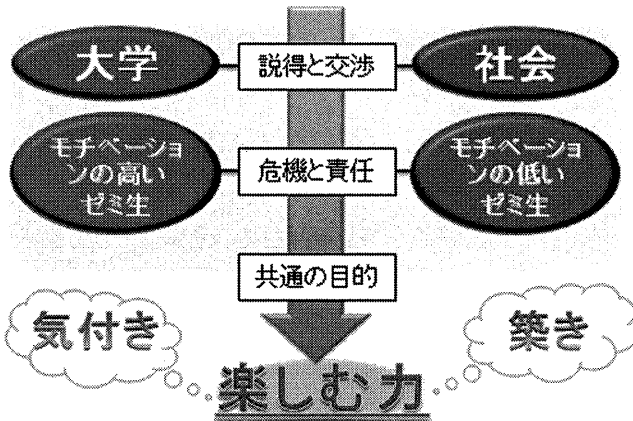 大学
説得と交渉
社会
モチベーショ
ンの高い
ゼミ生
危機と責任
モチベーショ
ンの低い
ゼミ生
共通の目的
気付き
築き
楽しむ力